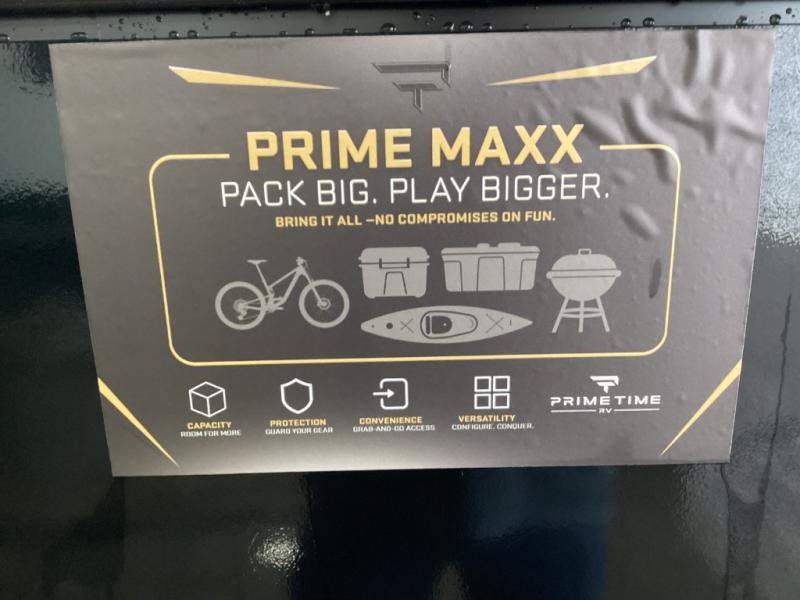 PRIME MAXX
PACK BIG. PLAY BIGGER.
BRING IT ALL –NO COMPROMISES ON FUN.
CAPACITY
ROOM FOR MORE
PROTECTION
GUARD YOUR GEAR
CONVENIENCE
GRAB-AND-GO ACCESS
VERSATILITY
CONFIGURE. CONQUER.
PRIME TIME
RV